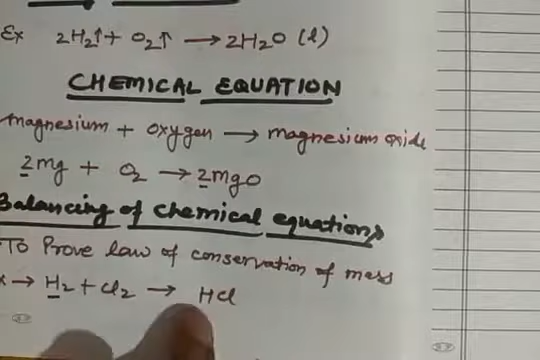 Ex 2H₂↑ + O₂↑ → 2H₂O (l)
CHEMICAL EQUATION
magnesium + oxygen → magnesium oxide
2mg + O₂ → 2mgO
Balancing of chemical equations
To Prove law of conservation of mass
→ H₂ + Cl₂ → HCl